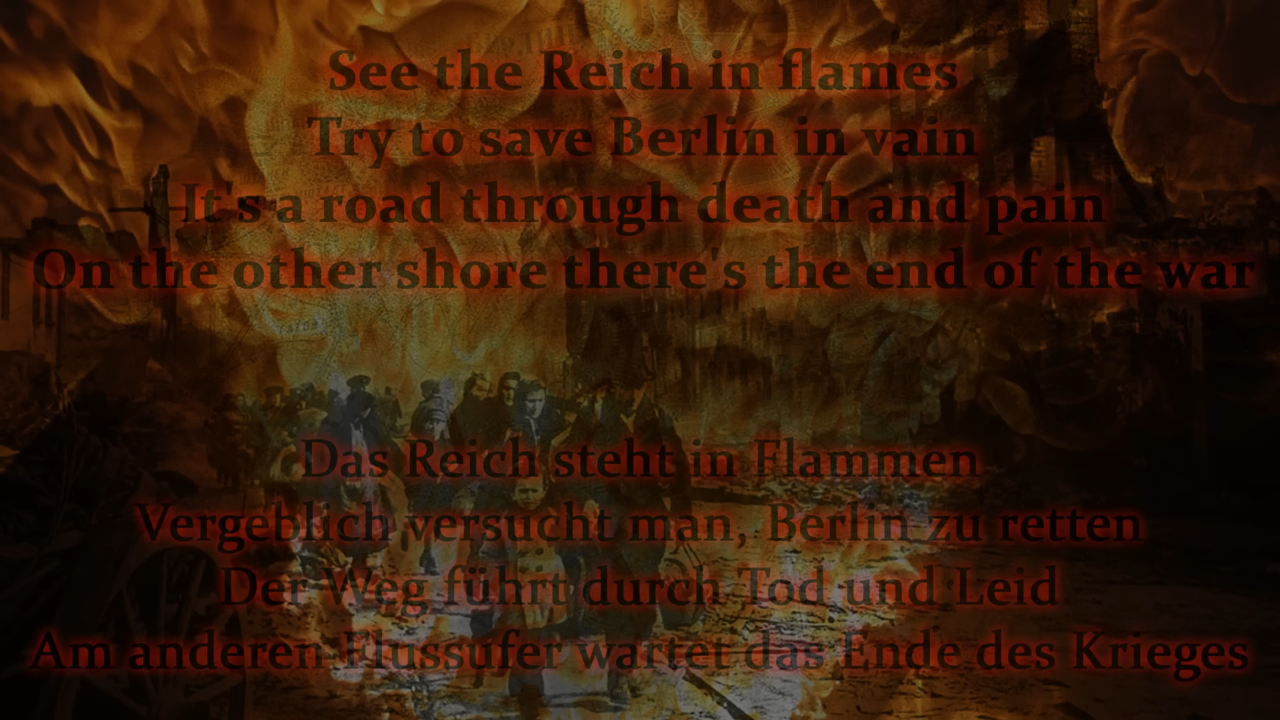 See the Reich in flames
Try to save Berlin in vain
It's a road through death and pain
On the other shore there's the end of the war
Das Reich steht in Flammen
Vergeblich versucht man, Berlin zu retten
Der Weg führt durch Tod und Leid
Am anderen Flussufer wartet das Ende des Krieges